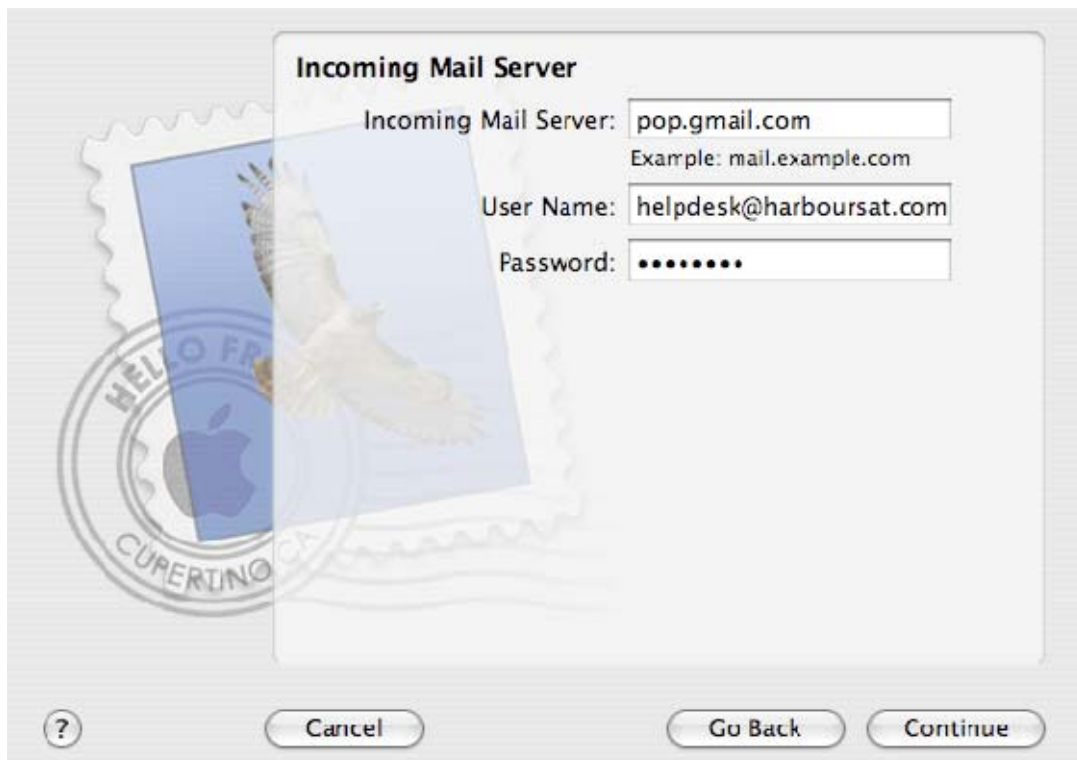 Incoming Mail Server
Incoming Mail Server: pop.gmail.com
Example: mail.example.com
User Name: helpdesk@harboursat.com
Password: ••••••••
HELLO FR
CUPERTINO CA
? Cancel Go Back Continue